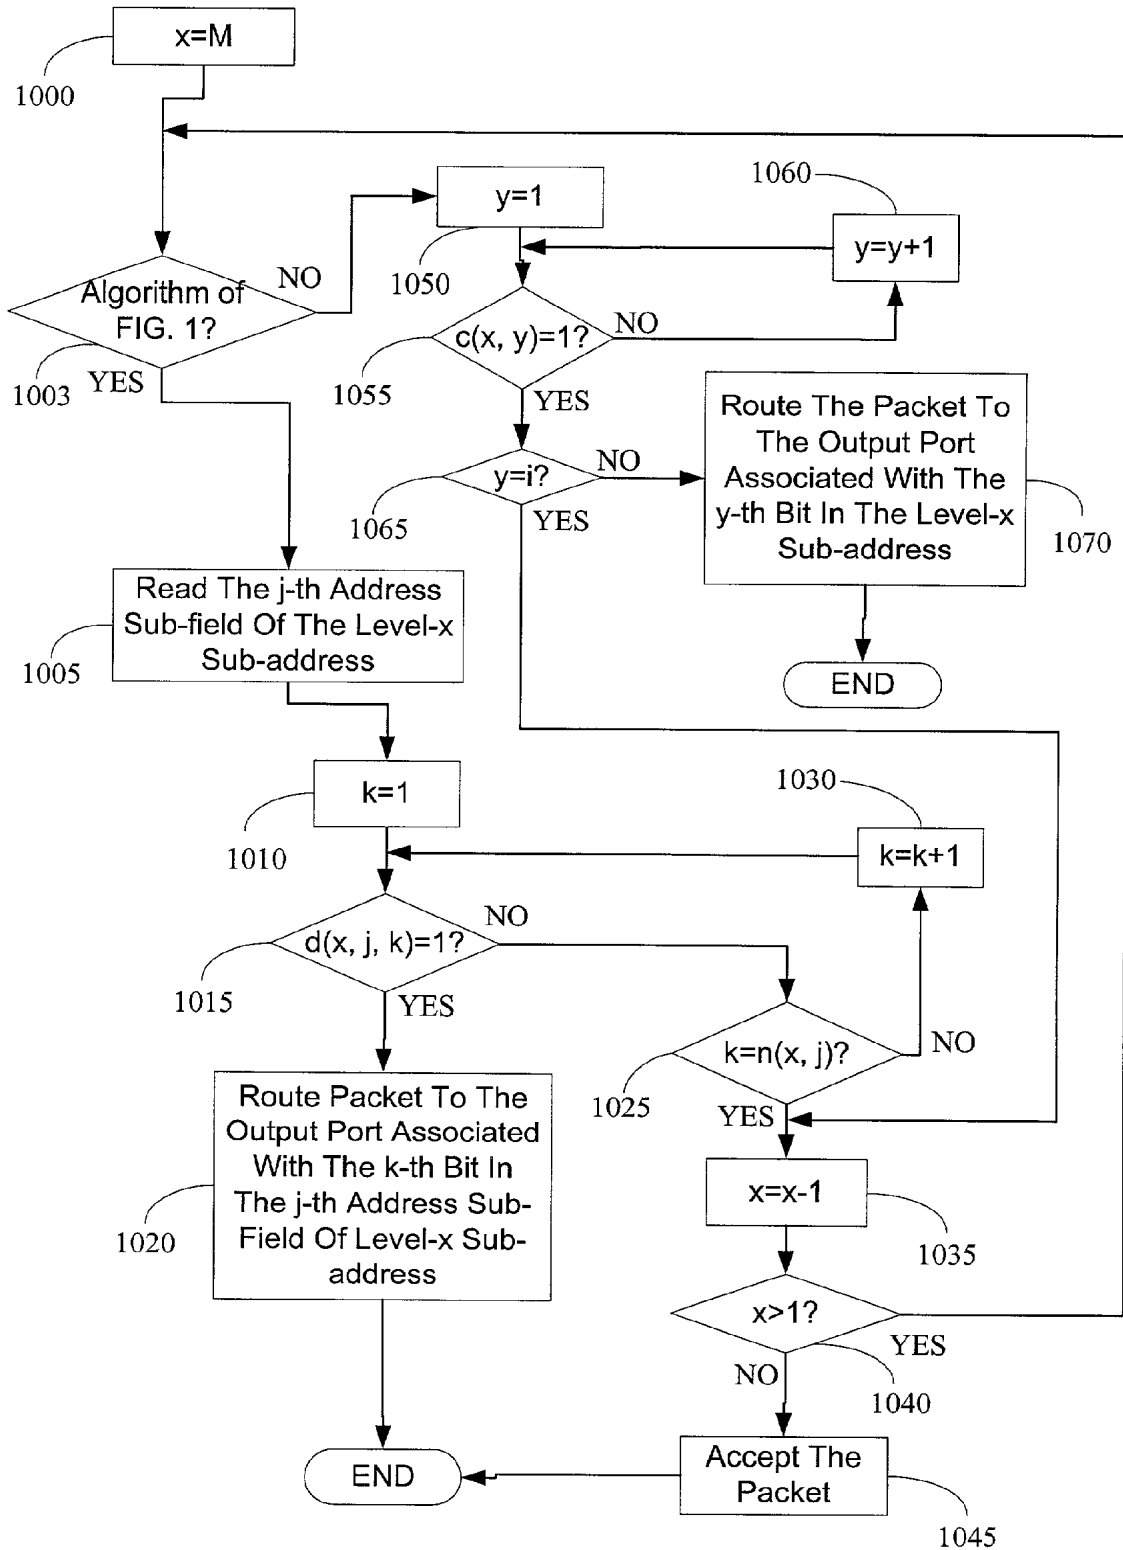 x=M
1000
1060
y=1
y=y+1
1050
NO
Algorithm of
FIG. 1?
1003
YES
c(x, y)=1?
NO
1055
YES
Route The Packet To
The Output Port
Associated With The
y-th Bit In The Level-x
Sub-address
1070
y=i?
NO
1065
YES
END
Read The j-th Address
Sub-field Of The Level-x
Sub-address
1005
k=1
1010
1030
k=k+1
d(x, j, k)=1?
NO
1015
YES
k=n(x, j)?
NO
1025
YES
Route Packet To The
Output Port Associated
With The k-th Bit In
The j-th Address Sub-
Field Of Level-x Sub-
address
1020
x=x-1
1035
x>1?
YES
NO
1040
END
Accept The
Packet
1045